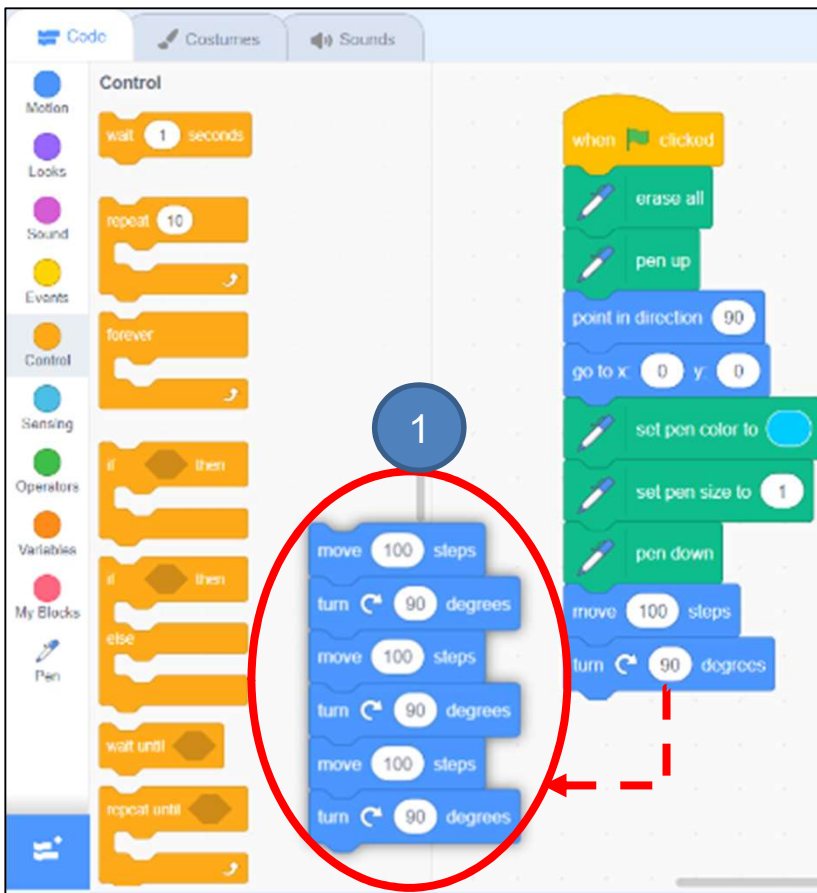 Code
Costumes
Sounds
Motion
Looks
Sound
Events
Control
Sensing
Operators
Variables
My Blocks
Pen
Control
wait 1 seconds
repeat 10
forever
if then
if then
else
wait until
repeat until
1
move 100 steps
turn 90 degrees
move 100 steps
turn 90 degrees
move 100 steps
turn 90 degrees
when clicked
erase all
pen up
point in direction 90
go to x: 0 y: 0
set pen color to
set pen size to 1
pen down
move 100 steps
turn 90 degrees